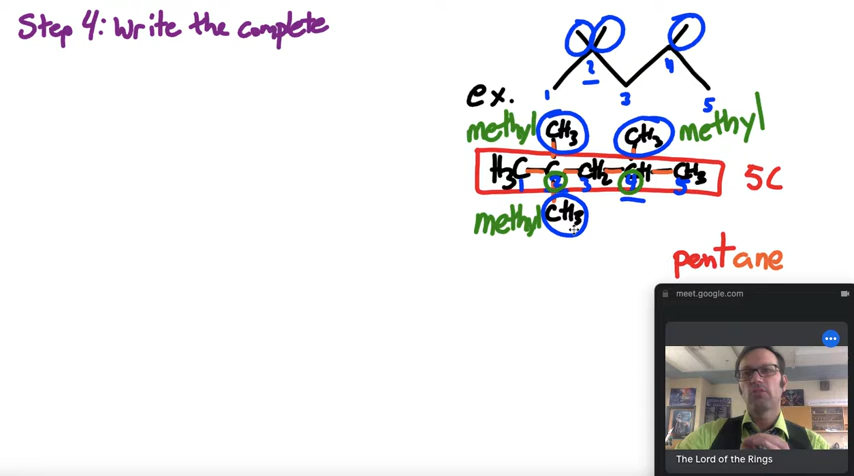 Step 4: Write the complete
1 2 3 4 5
ex.
methyl CH3 CH3 methyl
H3C C CH2 CH CH3 5C
1 2 3 4 5
methyl CH3
pentane
meet.google.com
The Lord of the Rings